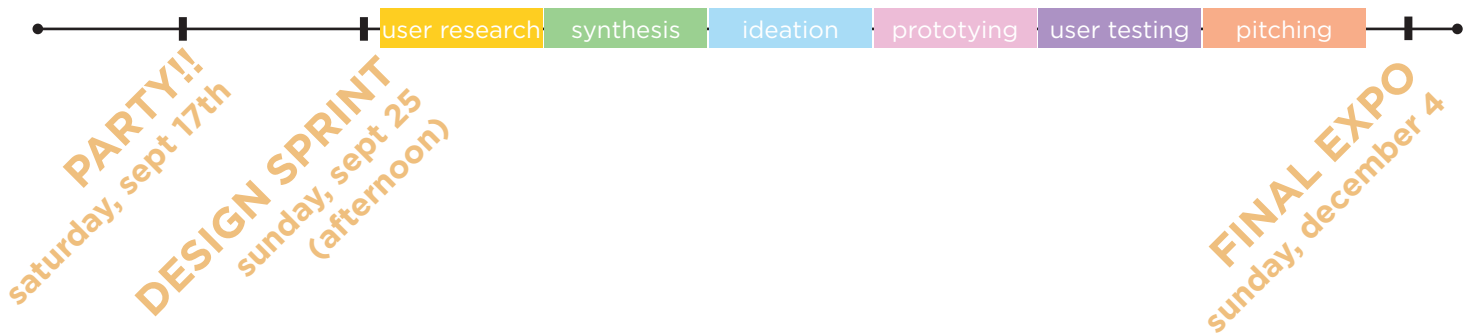 user research
synthesis
ideation
prototying
user testing
pitching
PARTY!!
saturday, sept 17th
DESIGN SPRINT
sunday, sept 25
(afternoon)
FINAL EXPO
sunday, december 4